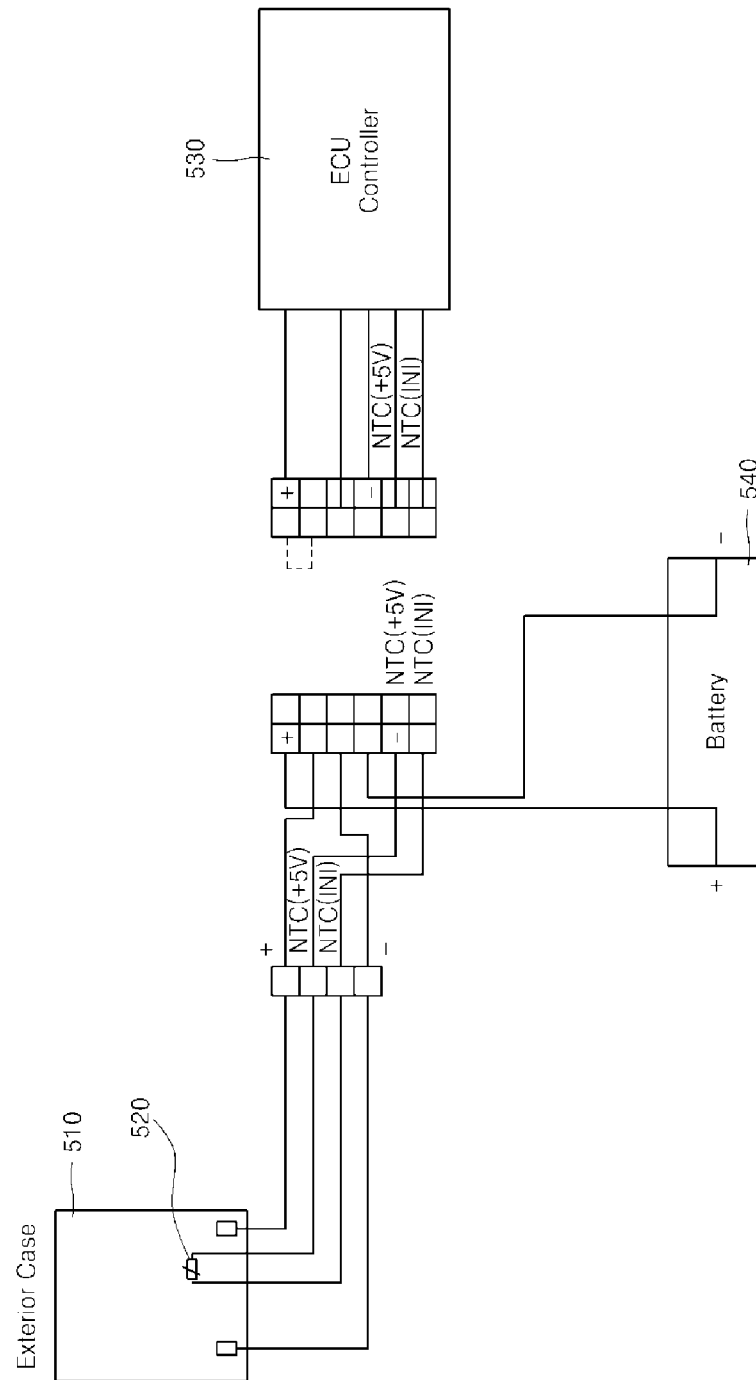 Exterior Case
510
520
+
NTC(+5V)
NTC(INI)
-
+
-
NTC(+5V)
NTC(INI)
+
-
NTC(+5V)
NTC(INI)
530
ECU
Controller
+
Battery
-
540